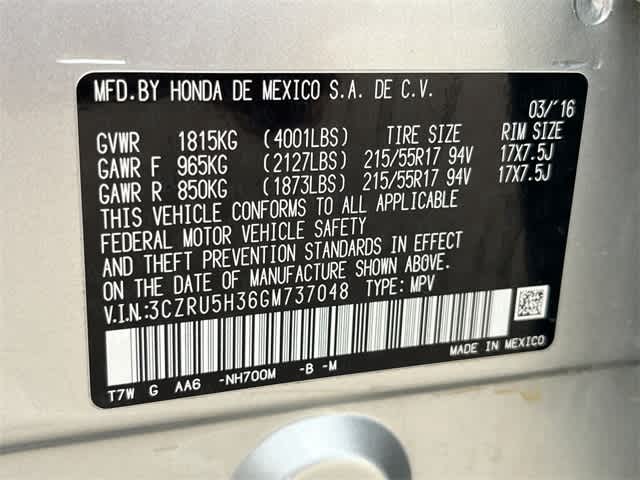 MFD.BY HONDA DE MEXICO S.A. DE C.V.
03/'16
GVWR 1815KG (4001LBS) TIRE SIZE RIM SIZE
GAWR F 965KG (2127LBS) 215/55R17 94V 17X7.5J
GAWR R 850KG (1873LBS) 215/55R17 94V 17X7.5J
THIS VEHICLE CONFORMS TO ALL APPLICABLE
FEDERAL MOTOR VEHICLE SAFETY
AND THEFT PREVENTION STANDARDS IN EFFECT
ON THE DATE OF MANUFACTURE SHOWN ABOVE.
V.I.N.:3CZRU5H36GM737048 TYPE: MPV
MADE IN MEXICO
T7W G AA6 -NH700M -B -M